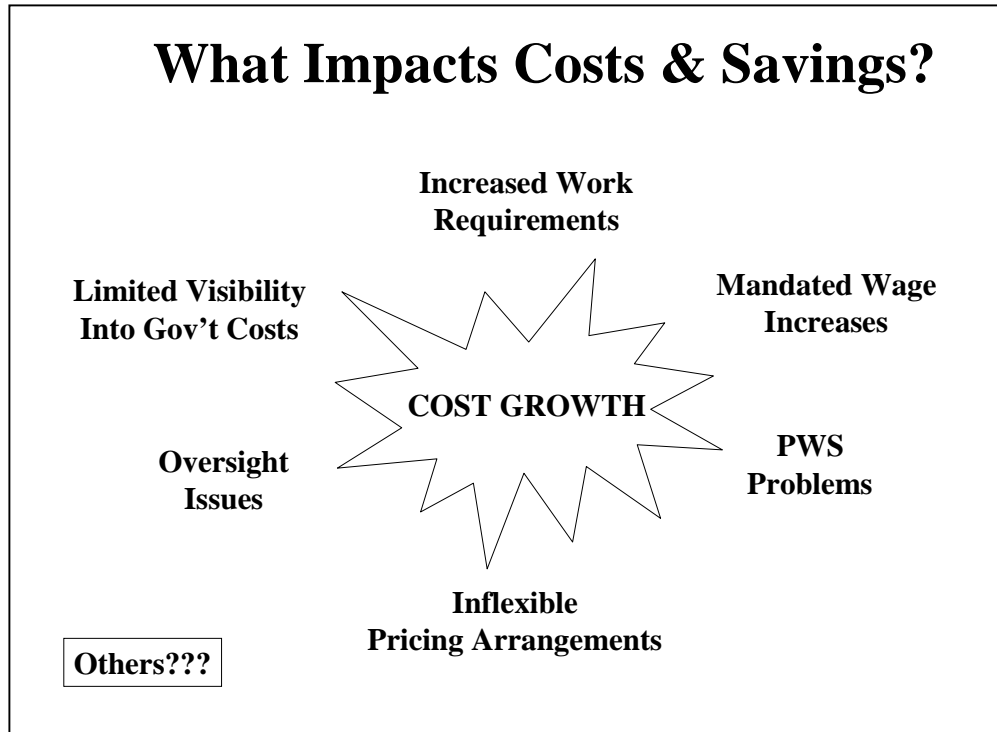 What Impacts Costs & Savings?
Increased Work
Requirements
Limited Visibility
Into Gov't Costs
Mandated Wage
Increases
COST GROWTH
Oversight
Issues
PWS
Problems
Inflexible
Pricing Arrangements
Others???